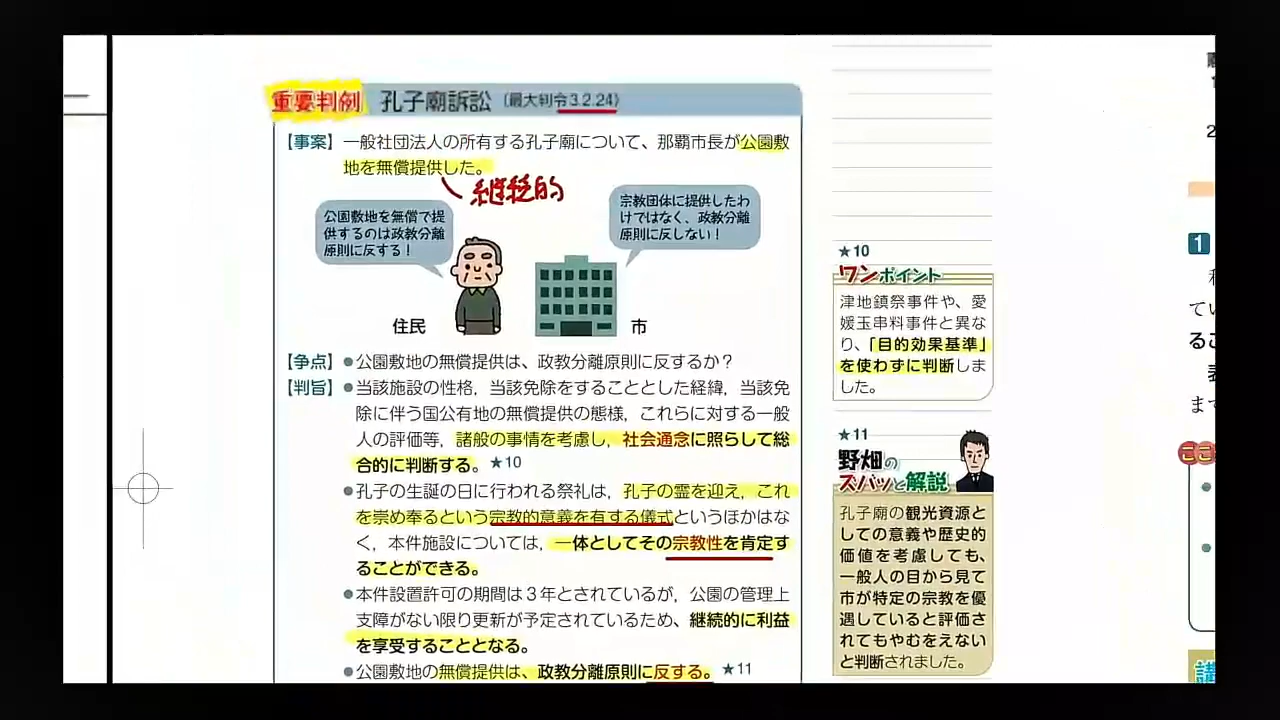 重要判例 孔子廟訴訟（最大判令3.2.24）
【事案】一般社団法人の所有する孔子廟について、那覇市長が公園敷
地を無償提供した。
継続的
公園敷地を無償で提
供するのは政教分離
原則に反する！
宗教団体に提供したわ
けではなく、政教分離
原則に反しない！
住民
市
【争点】●公園敷地の無償提供は、政教分離原則に反するか？
【判旨】●当該施設の性格，当該免除をすることとした経緯，当該免
除に伴う国公有地の無償提供の態様，これらに対する一般
人の評価等，諸般の事情を考慮し，社会通念に照らして総
合的に判断する。★10
●孔子の生誕の日に行われる祭礼は，孔子の霊を迎え，これ
を崇め奉るという宗教的意義を有する儀式というほかはな
く，本件施設については，一体としてその宗教性を肯定す
ることができる。
●本件設置許可の期間は３年とされているが，公園の管理上
支障がない限り更新が予定されているため、継続的に利益
を享受することとなる。
●公園敷地の無償提供は、政教分離原則に反する。★11
★10
ワンポイント
津地鎮祭事件や、愛
媛玉串料事件と異な
り、「目的効果基準」
を使わずに判断しま
した。
★11
野畑の
ズバッと解説
孔子廟の観光資源と
しての意義や歴史的
価値を考慮しても、
一般人の目から見て
市が特定の宗教を優
遇していると評価さ
れてもやむをえない
と判断されました。
2
1
てい
るこ
まで
ここ
講